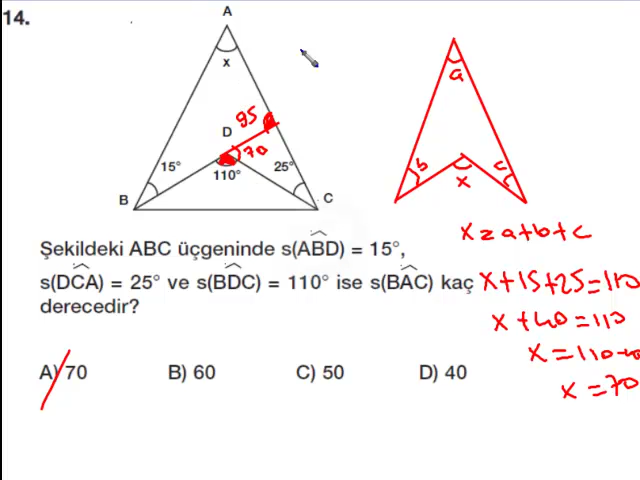 14.
A
x
95
D
70
15°
110°
25°
B
C
a
b
c
x
x=a+b+c
Şekildeki ABC üçgeninde s(ABD) = 15°,
s(DCA) = 25° ve s(BDC) = 110° ise s(BAC) kaç
derecedir?
x+15+25=110
x+40=110
x=110-40
x=70
A) 70 B) 60 C) 50 D) 40